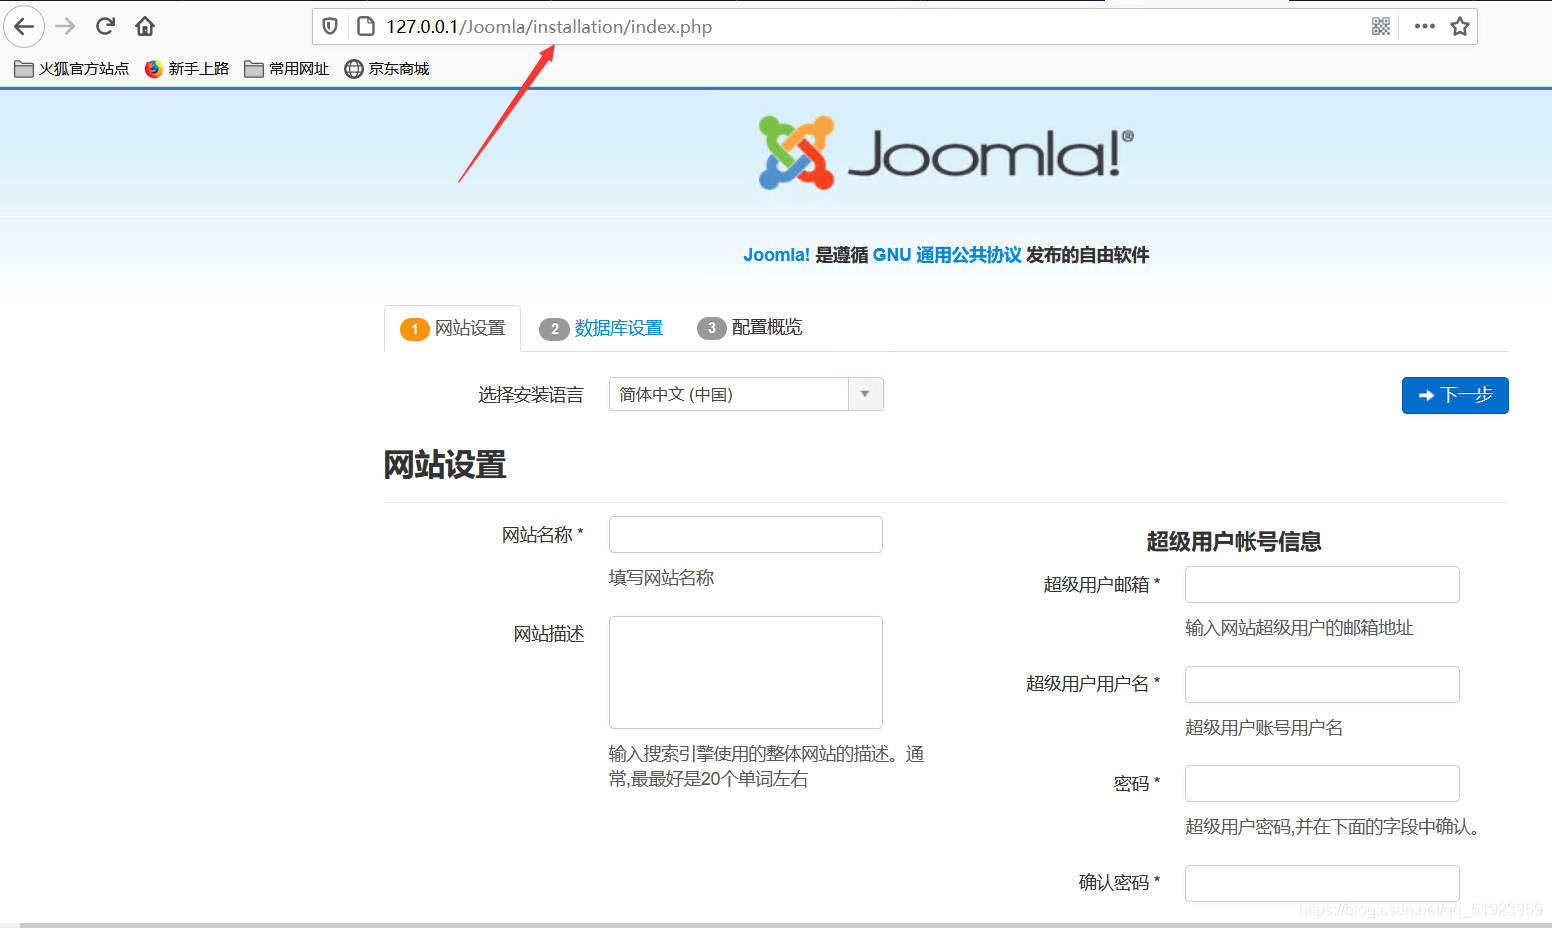 127.0.0.1/Joomla/installation/index.php
火狐官方站点 新手上路 常用网址 京东商城
Joomla!®
Joomla! 是遵循 GNU 通用公共协议 发布的自由软件
1 网站设置 2 数据库设置 3 配置概览
选择安装语言 简体中文 (中国) 下一步
网站设置
网站名称 *
填写网站名称
网站描述
输入搜索引擎使用的整体网站的描述。通
常,最最好是20个单词左右
超级用户帐号信息
超级用户邮箱 *
输入网站超级用户的邮箱地址
超级用户用户名 *
超级用户账号用户名
密码 *
超级用户密码,并在下面的字段中确认。
确认密码 *
https://blog.csdn.net/qq_51923959